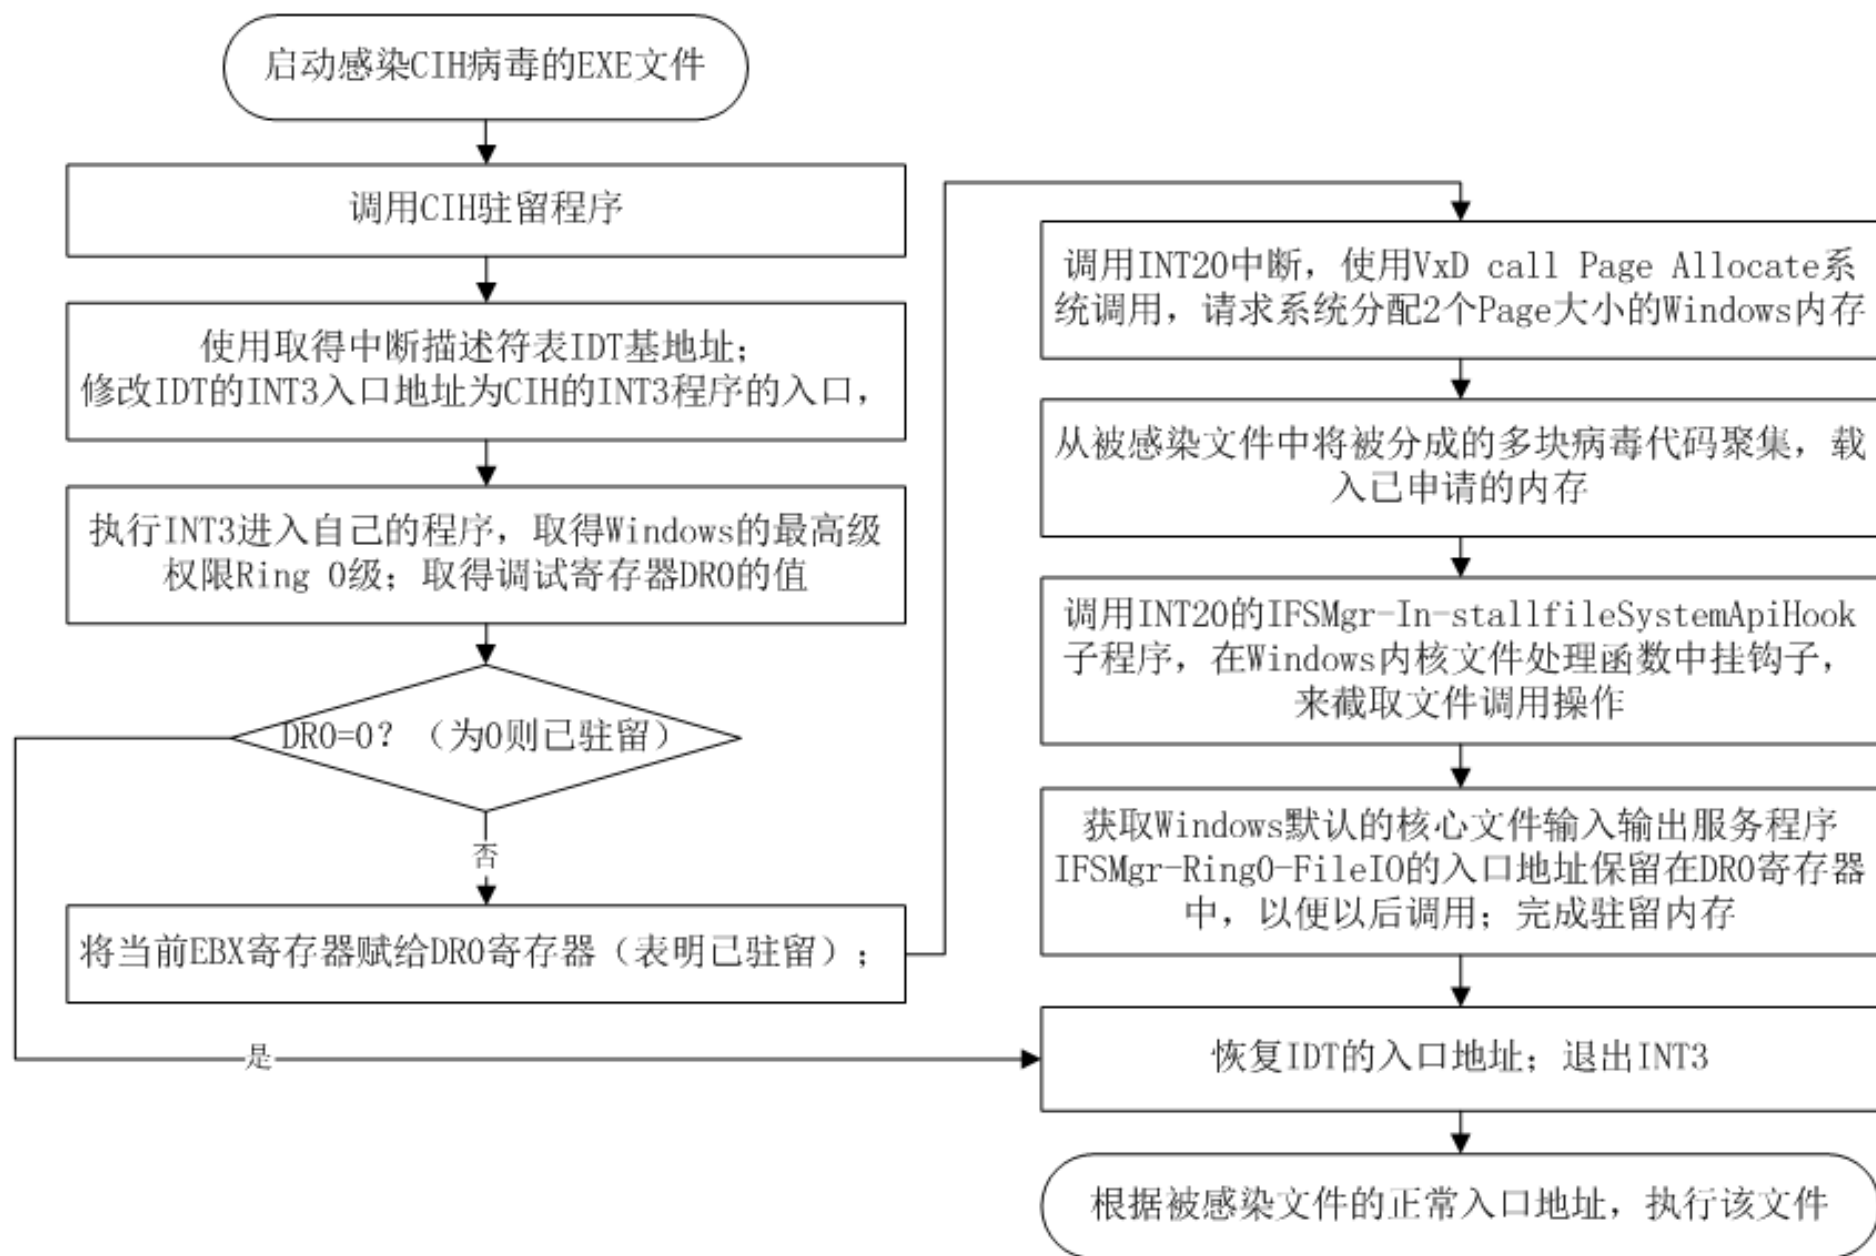 启动感染CIH病毒的EXE文件
调用CIH驻留程序
使用取得中断描述符表IDT基地址；
修改IDT的INT3入口地址为CIH的INT3程序的入口，
执行INT3进入自己的程序，取得Windows的最高级
权限Ring 0级；取得调试寄存器DR0的值
DR0=0？（为0则已驻留）
否
将当前EBX寄存器赋给DR0寄存器（表明已驻留）；
是
调用INT20中断，使用VxD call Page Allocate系
统调用，请求系统分配2个Page大小的Windows内存
从被感染文件中将被分成的多块病毒代码聚集，载
入已申请的内存
调用INT20的IFSMgr-In-stallfileSystemApiHook
子程序，在Windows内核文件处理函数中挂钩子，
来截取文件调用操作
获取Windows默认的核心文件输入输出服务程序
IFSMgr-Ring0-FileIO的入口地址保留在DR0寄存器
中，以便以后调用；完成驻留内存
恢复IDT的入口地址；退出INT3
根据被感染文件的正常入口地址，执行该文件